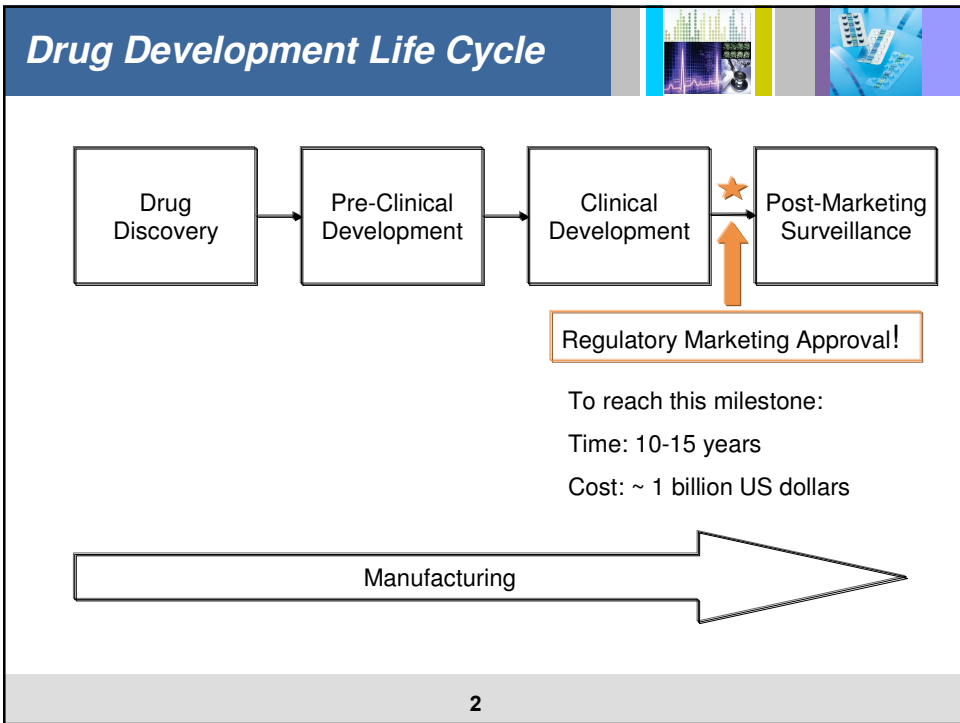 Drug Development Life Cycle
Drug
Discovery
Pre-Clinical
Development
Clinical
Development
Post-Marketing
Surveillance
Regulatory Marketing Approval!
To reach this milestone:
Time: 10-15 years
Cost: ~ 1 billion US dollars
Manufacturing
2